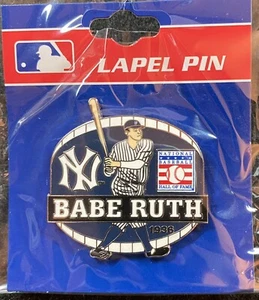 LAPEL PIN
NY
NATIONAL
BASEBALL
HALL OF FAME
BABE RUTH
1936